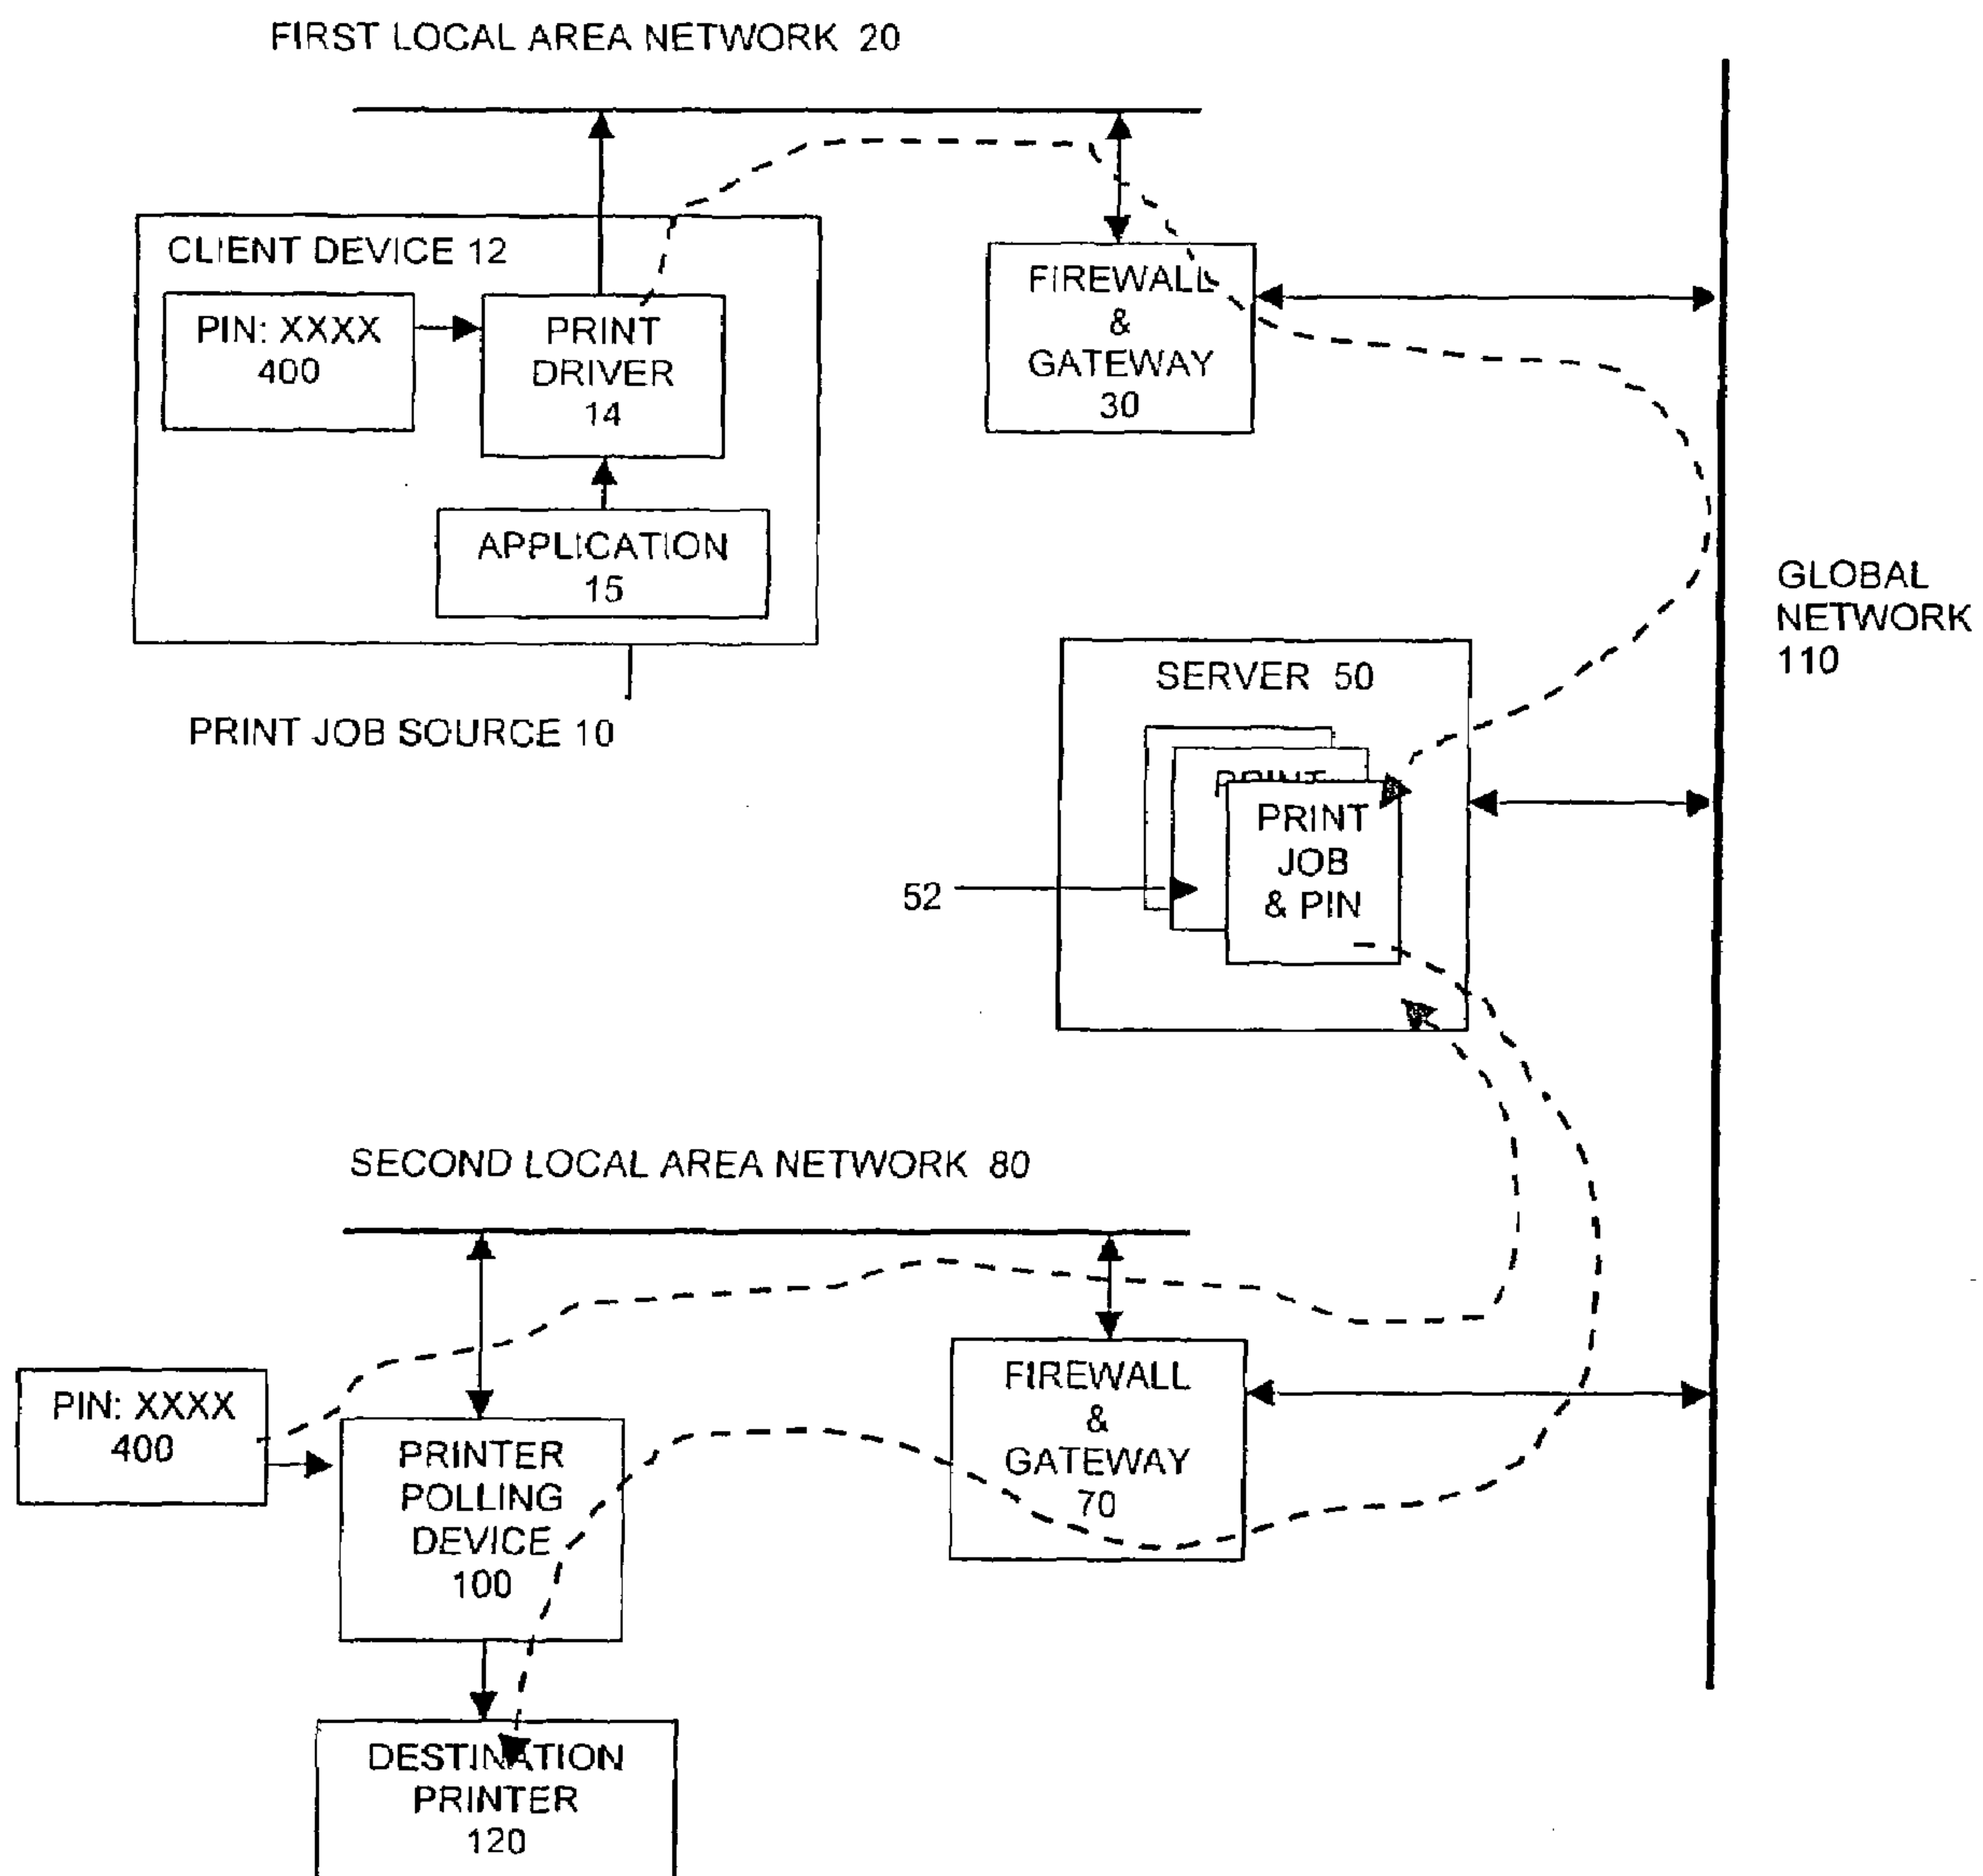 FIRST LOCAL AREA NETWORK 20
CLIENT DEVICE 12
PIN: XXXX
400
PRINT
DRIVER
14
APPLICATION
15
PRINT JOB SOURCE 10
FIREWALL
&
GATEWAY
30
GLOBAL
NETWORK
110
SERVER 50
PRINT
PRINT
JOB
& PIN
52
SECOND LOCAL AREA NETWORK 80
PIN: XXXX
400
PRINTER
POLLING
DEVICE
100
FIREWALL
&
GATEWAY
70
DESTINATION
PRINTER
120